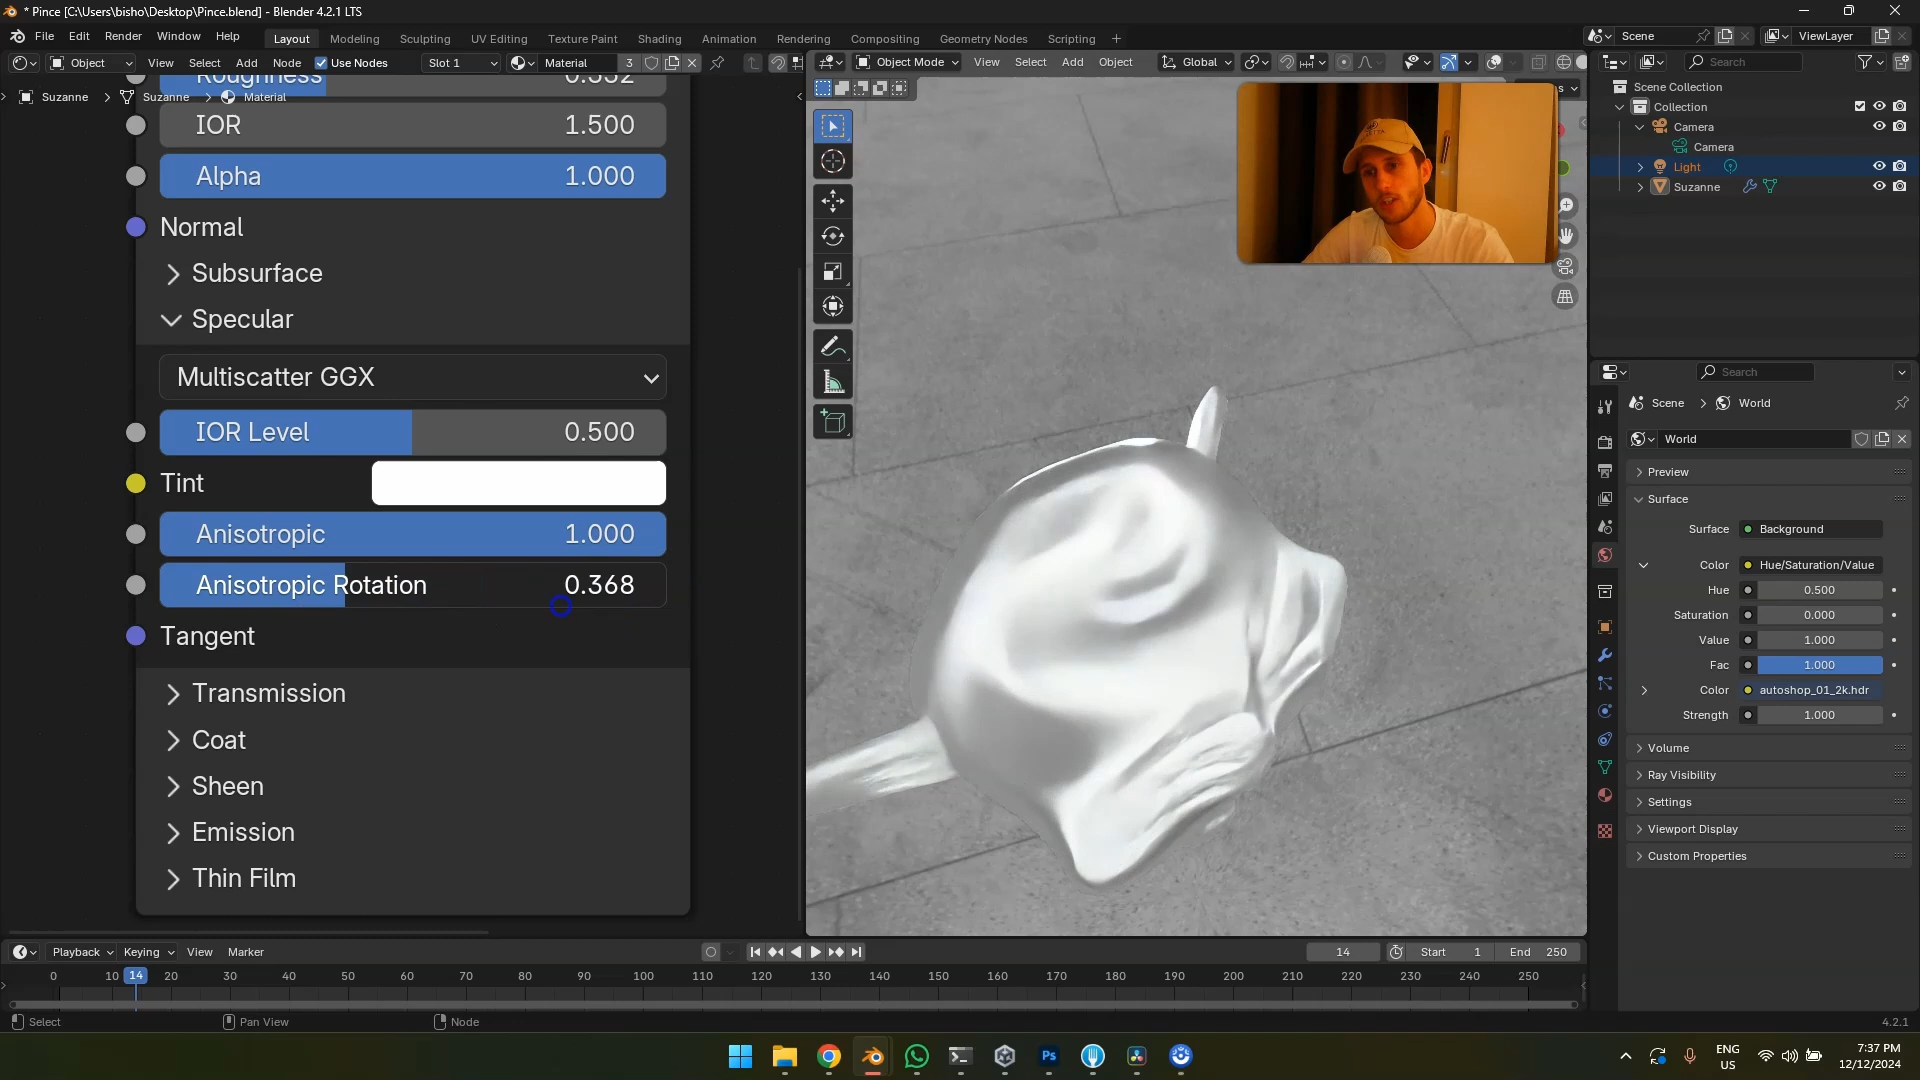 * Pince [C:\Users\bisho\Desktop\Pince.blend] - Blender 4.2.1 LTS
File Edit Render Window Help Layout Modeling Sculpting UV Editing Texture Paint Shading Animation Rendering Compositing Geometry Nodes Scripting + Scene ViewLayer
Object View Select Add Node Use Nodes Slot 1 Material 3
Object Mode View Select Add Object Global
Search
Suzanne > Suzanne > Material
Roughness 0.332
IOR 1.500
Alpha 1.000
Normal
Subsurface
Specular
Multiscatter GGX
IOR Level 0.500
Tint
Anisotropic 1.000
Anisotropic Rotation 0.368
Tangent
Transmission
Coat
Sheen
Emission
Thin Film
Scene Collection
Collection
Camera
Camera
Light
Suzanne
Search
Scene > World
World
Preview
Surface
Surface Background
Color Hue/Saturation/Value
Hue 0.500
Saturation 0.000
Value 1.000
Fac 1.000
Color autoshop_01_2k.hdr
Strength 1.000
Volume
Ray Visibility
Settings
Viewport Display
Custom Properties
Playback Keying View Marker 14 Start 1 End 250
0 10 14 20 30 40 50 60 70 80 90 100 110 120 130 140 150 160 170 180 190 200 210 220 230 240 250
Select Pan View Node 4.2.1
Ps ENG
US
7:37 PM
12/12/2024